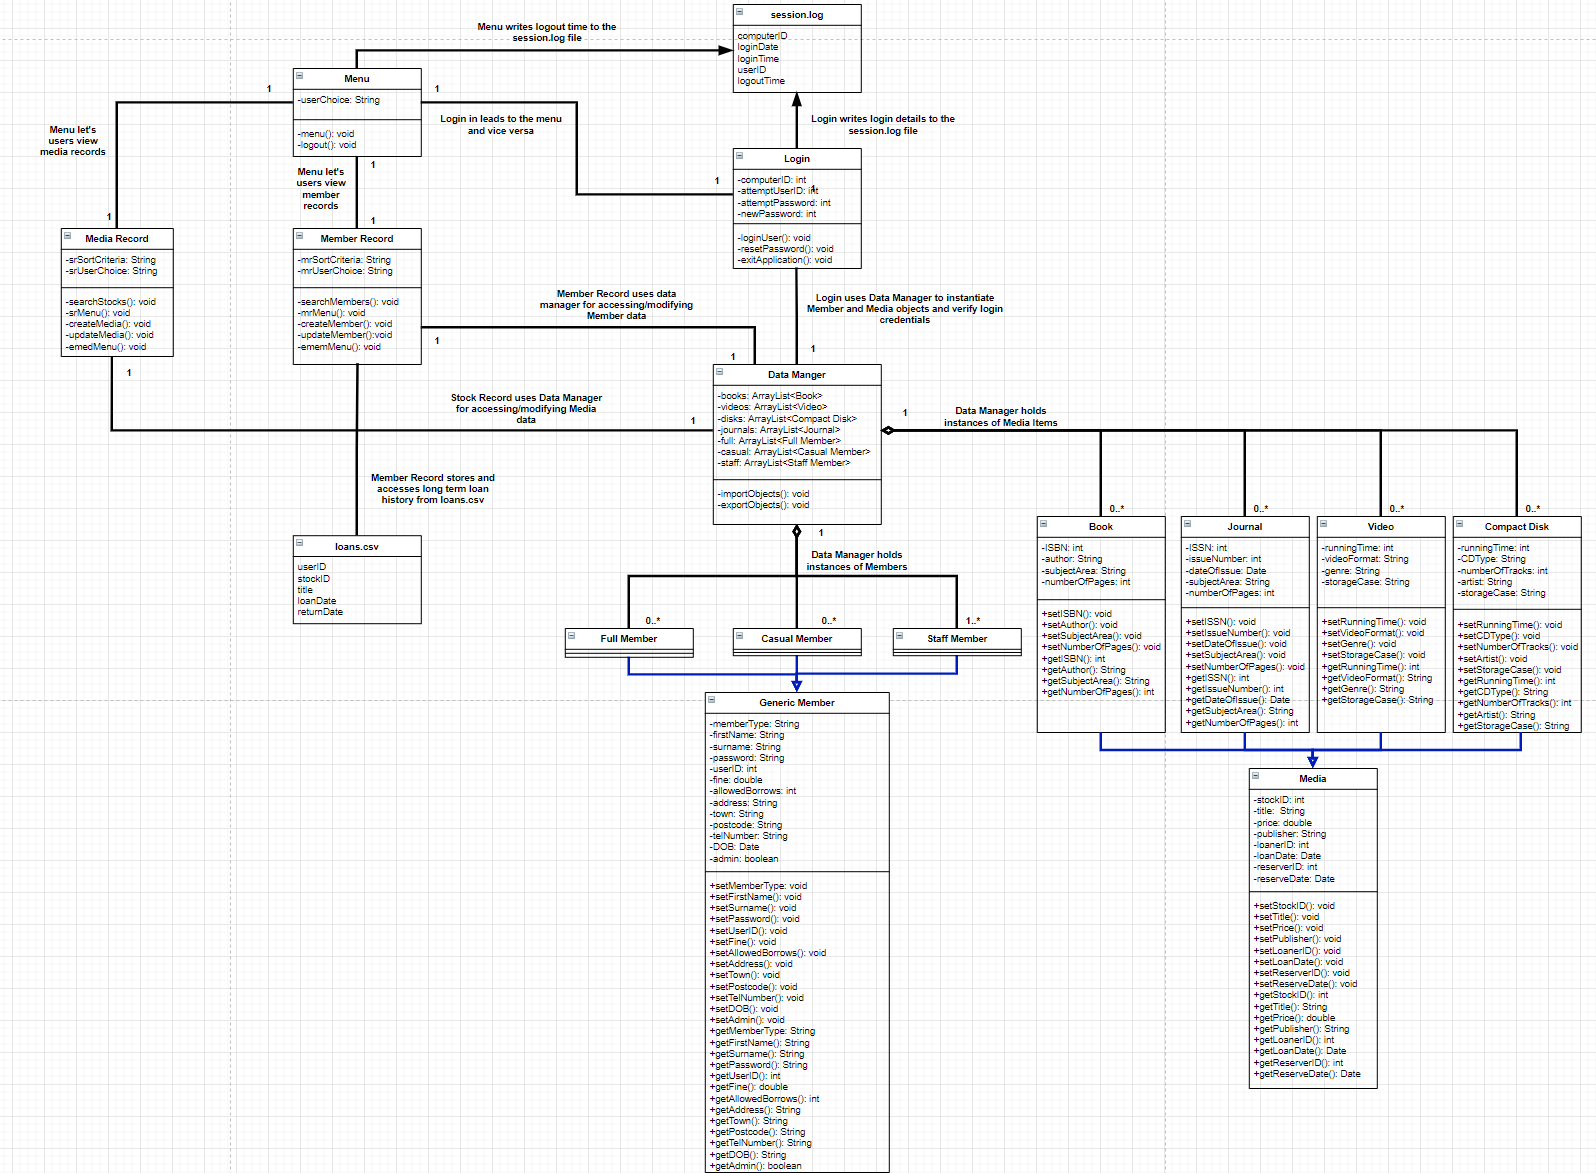 session.log
computerID
loginDate
loginTime
userID
logoutTime
Menu writes logout time to the
session.log file
Menu
-userChoice: String
-menu(): void
-logout(): void
1
1
1
Login in leads to the menu
and vice versa
Login writes login details to the
session.log file
Menu let's
users view
media records
Menu let's
users view
member
records
Login
-computerID: int
-attemptUserID: int
-attemptPassword: int
-newPassword: int
-loginUser(): void
-resetPassword(): void
-exitApplication(): void
1
1
1
1
Media Record
-srSortCriteria: String
-srUserChoice: String
-searchStocks(): void
-srMenu(): void
-createMedia(): void
-updateMedia(): void
-emedMenu(): void
1
Member Record
-mrSortCriteria: String
-mrUserChoice: String
-searchMembers(): void
-mrMenu(): void
-createMember(): void
-updateMember():void
-ememMenu(): void
1
Member Record uses data
manager for accessing/modifying
Member data
Login uses Data Manager to instantiate
Member and Media objects and verify login
credentials
1
1
Data Manger
-books: ArrayList<Book>
-videos: ArrayList<Video>
-disks: ArrayList<Compact Disk>
-journals: ArrayList<Journal>
-full: ArrayList<Full Member>
-casual: ArrayList<Casual Member>
-staff: ArrayList<Staff Member>
-importObjects(): void
-exportObjects(): void
Stock Record uses Data Manager
for accessing/modifying Media
data
1
1
Data Manager holds
instances of Media Items
Member Record stores and
accesses long term loan
history from loans.csv
loans.csv
userID
stockID
title
loanDate
returnDate
1
Data Manager holds
instances of Members
0..*
0..*
1..*
Full Member
Casual Member
Staff Member
0..*
0..*
0..*
0..*
Book
-ISBN: int
-author: String
-subjectArea: String
-numberOfPages: int
+setISBN(): void
+setAuthor(): void
+setSubjectArea(): void
+setNumberOfPages(): void
+getISBN(): int
+getAuthor(): String
+getSubjectArea(): String
+getNumberOfPages(): int
Journal
-ISSN: int
-issueNumber: int
-dateOfIssue: Date
-subjectArea: String
-numberOfPages: int
+setISSN(): void
+setIssueNumber(): void
+setDateOfIssue(): void
+setSubjectArea(): void
+setNumberOfPages(): void
+getISSN(): int
+getIssueNumber(): int
+getDateOfIssue(): Date
+getSubjectArea(): String
+getNumberOfPages(): int
Video
-runningTime: int
-videoFormat: String
-genre: String
-storageCase: String
+setRunningTime(): void
+setVideoFormat(): void
+setGenre(): void
+setStorageCase(): void
+getRunningTime(): int
+getVideoFormat(): String
+getGenre(): String
+getStorageCase(): String
Compact Disk
-runningTime: int
-CDType: String
-numberOfTracks: int
-artist: String
-storageCase: String
+setRunningTime(): void
+setCDType(): void
+setNumberOfTracks(): void
+setArtist(): void
+setStorageCase(): void
+getRunningTime(): int
+getCDType(): String
+getNumberOfTracks(): int
+getArtist(): String
+getStorageCase(): String
Generic Member
-memberType: String
-firstName: String
-surname: String
-password: String
-userID: int
-fine: double
-allowedBorrows: int
-address: String
-town: String
-postcode: String
-telNumber: String
-DOB: Date
-admin: boolean
+setMemberType: void
+setFirstName(): void
+setSurname(): void
+setPassword(): void
+setUserID(): void
+setFine(): void
+setAllowedBorrows(): void
+setAddress(): void
+setTown(): void
+setPostcode(): void
+setTelNumber(): void
+setDOB(): void
+setAdmin(): void
+getMemberType(): String
+getFirstName(): String
+getSurname(): String
+getPassword(): String
+getUserID(): int
+getFine(): double
+getAllowedBorrows(): int
+getAddress(): String
+getTown(): String
+getPostcode(): String
+getTelNumber(): String
+getDOB(): String
+getAdmin(): boolean
Media
-stockID: int
-title:  String
-price: double
-publisher: String
-loanerID: int
-loanDate: Date
-reserverID: int
-reserveDate: Date
+setStockID(): void
+setTitle(): void
+setPrice(): void
+setPublisher(): void
+setLoanerID(): void
+setLoanDate(): void
+setReserverID(): void
+setReserveDate(): void
+getStockID(): int
+getTitle(): String
+getPrice(): double
+getPublisher(): String
+getLoanerID(): int
+getLoanDate(): Date
+getReserverID(): int
+getReserveDate(): Date